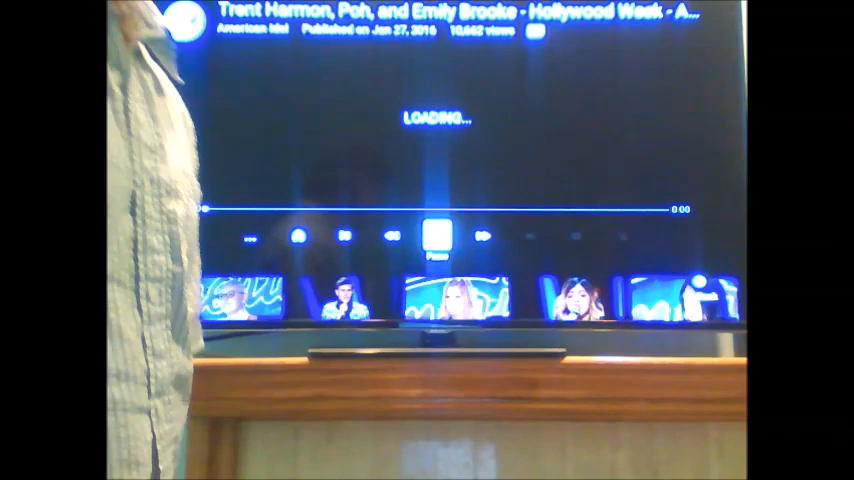 Trent Harmon, Poh, and Emily Brooke - Hollywood Week - A...
American Idol Published on Jan 27, 2016 10,662 views
LOADING...
0:00
Pause